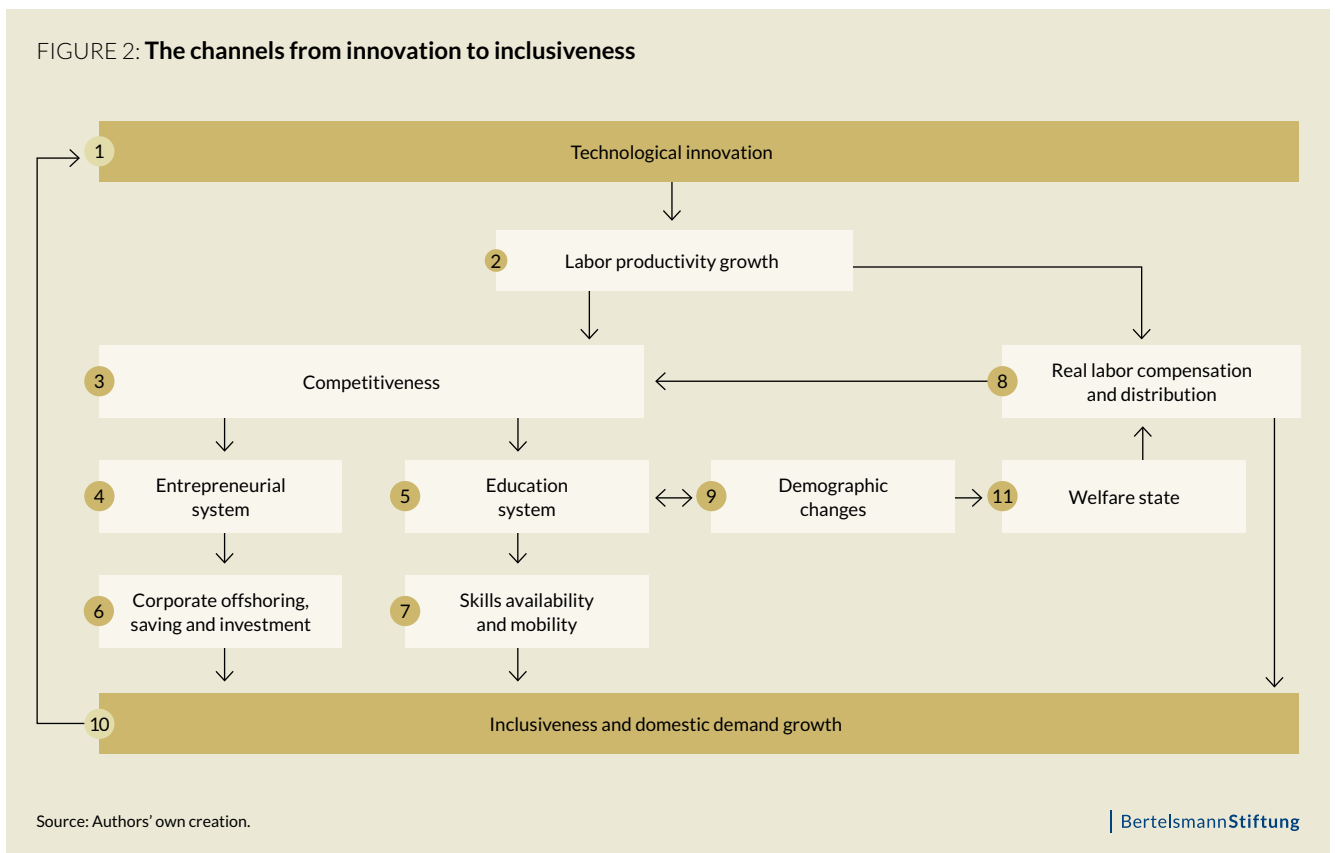 FIGURE 2: The channels from innovation to inclusiveness
1
Technological innovation
2
Labor productivity growth
3
Competitiveness
8
Real labor compensation
and distribution
4
Entrepreneurial
system
5
Education
system
9
Demographic
changes
11
Welfare state
6
Corporate offshoring,
saving and investment
7
Skills availability
and mobility
10
Inclusiveness and domestic demand growth
Source: Authors' own creation.
BertelsmannStiftung